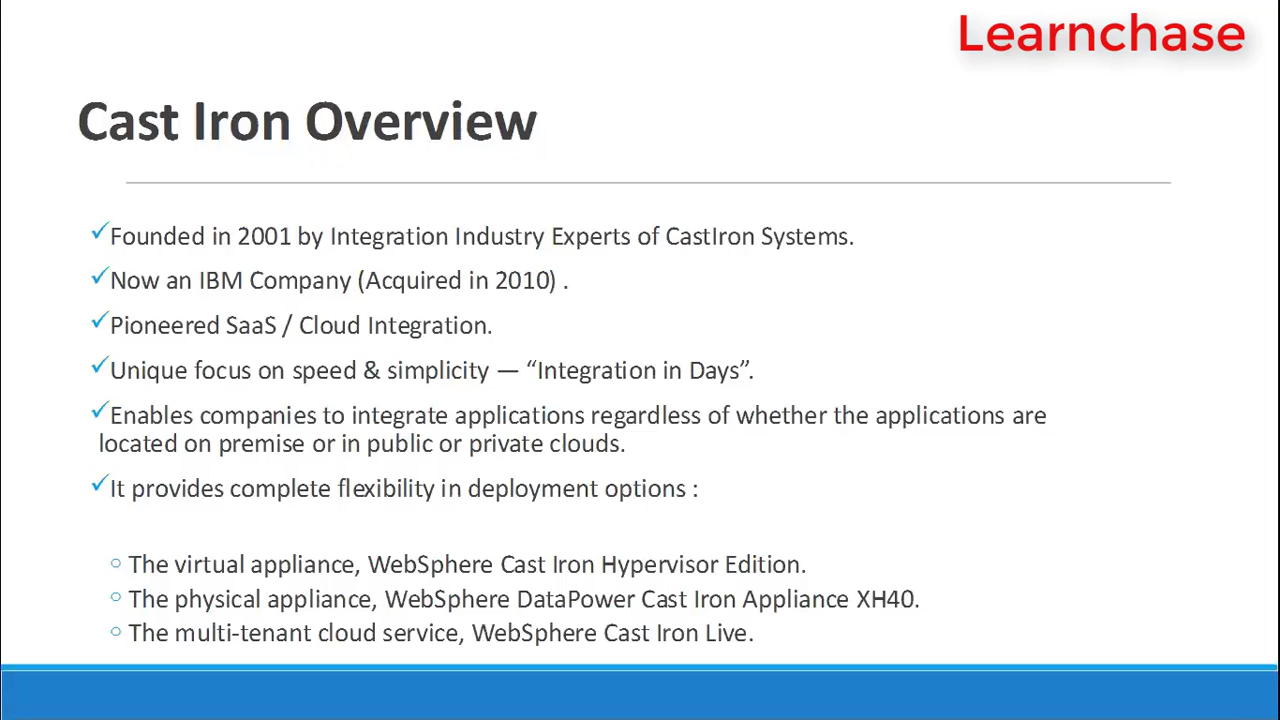 Learnchase
Cast Iron Overview
✓Founded in 2001 by Integration Industry Experts of CastIron Systems.
✓Now an IBM Company (Acquired in 2010) .
✓Pioneered SaaS / Cloud Integration.
✓Unique focus on speed & simplicity — “Integration in Days”.
✓Enables companies to integrate applications regardless of whether the applications are
located on premise or in public or private clouds.
✓It provides complete flexibility in deployment options :
○ The virtual appliance, WebSphere Cast Iron Hypervisor Edition.
○ The physical appliance, WebSphere DataPower Cast Iron Appliance XH40.
○ The multi-tenant cloud service, WebSphere Cast Iron Live.